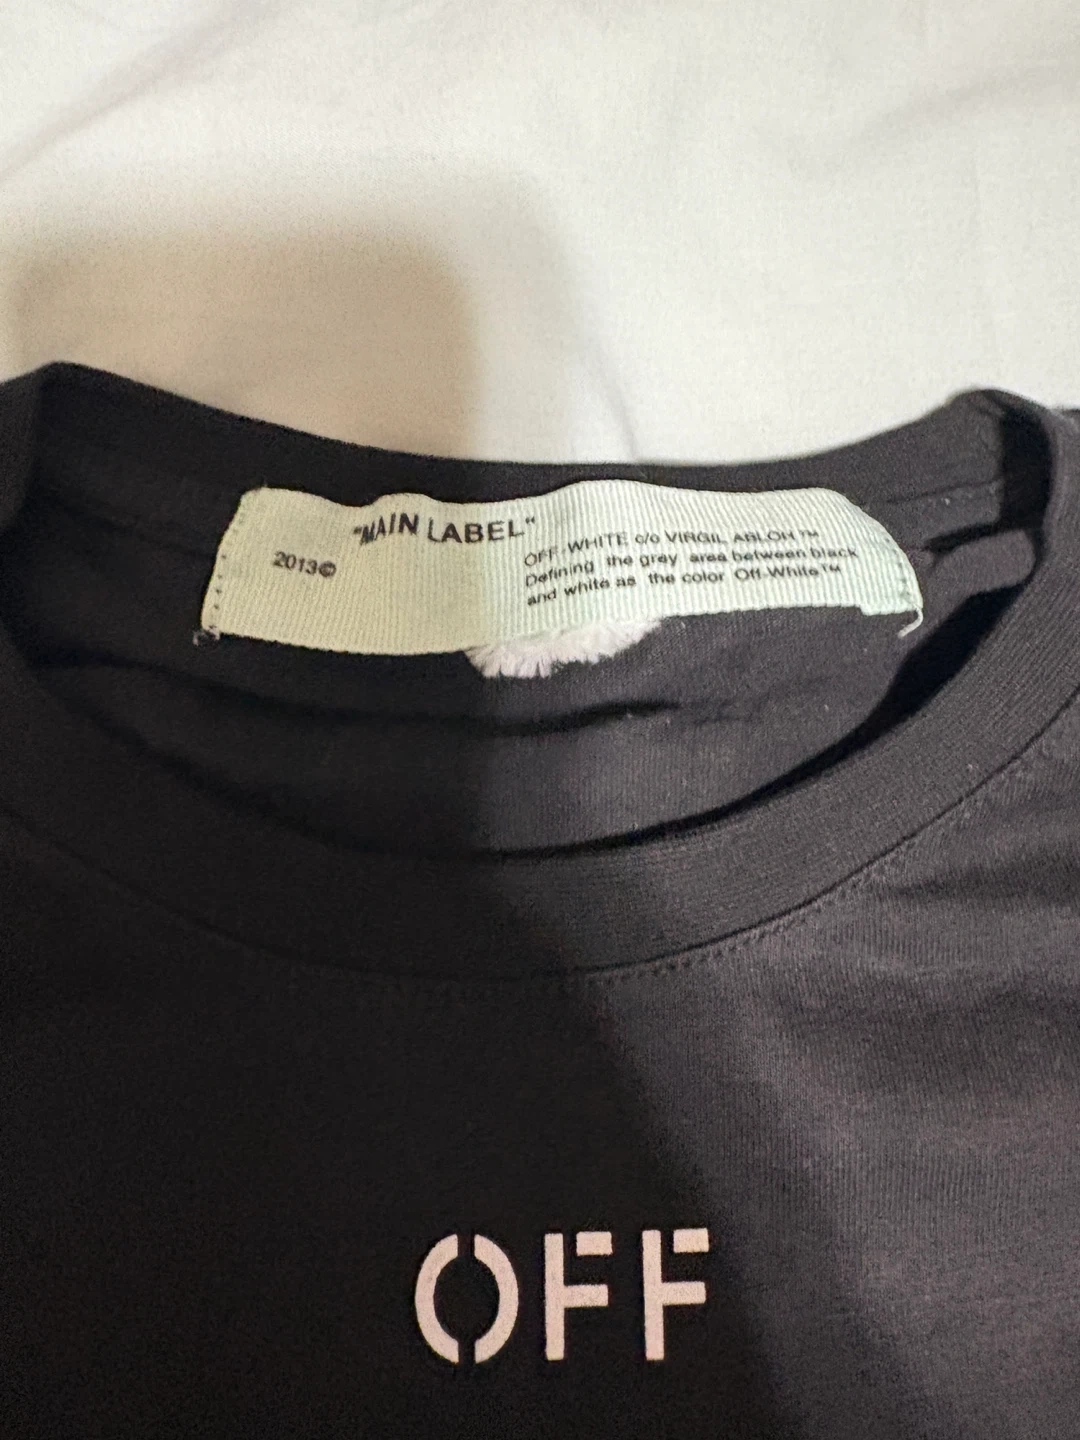 "MAIN LABEL"
2013©
OFF-WHITE c/o VIRGIL ABLOH™
Defining the grey area between black
and white as the color Off-White™
OFF